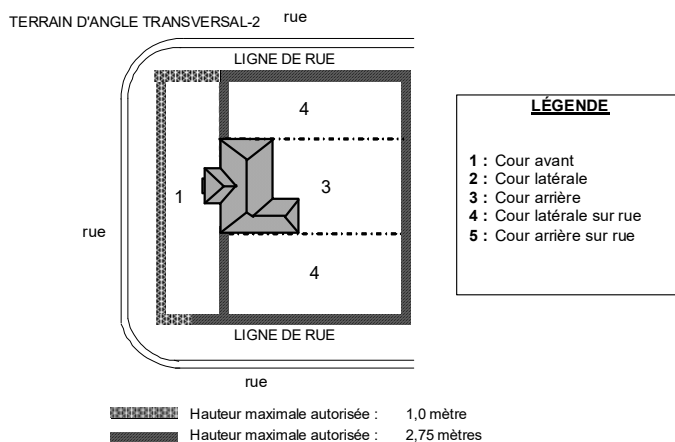 TERRAIN D'ANGLE TRANSVERSAL-2
rue
LIGNE DE RUE
4
LÉGENDE
1 : Cour avant
2 : Cour latérale
3 : Cour arrière
4 : Cour latérale sur rue
5 : Cour arrière sur rue
1
3
rue
4
LIGNE DE RUE
rue
Hauteur maximale autorisée : 1,0 mètre
Hauteur maximale autorisée : 2,75 mètres